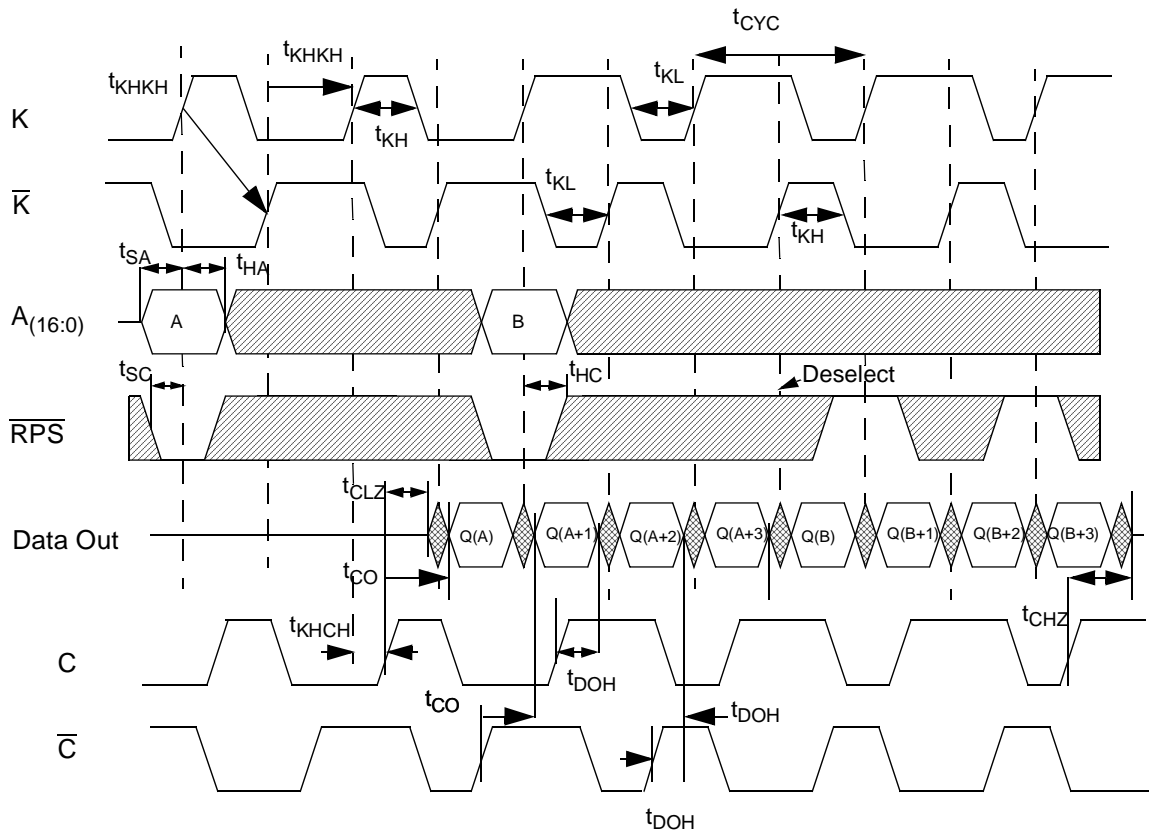 tCYC
tKHKH
tKHKH
tKL
K
tKH
K̅
tKL
tKH
tSA
tHA
A(16:0)
A
B
tSC
tHC
Deselect
R̅P̅S̅
tCLZ
Data Out
Q(A)
Q(A+1)
Q(A+2)
Q(A+3)
Q(B)
Q(B+1)
Q(B+2)
Q(B+3)
tCO
tKHCH
tCHZ
C
tDOH
tCO
tDOH
C̅
tDOH